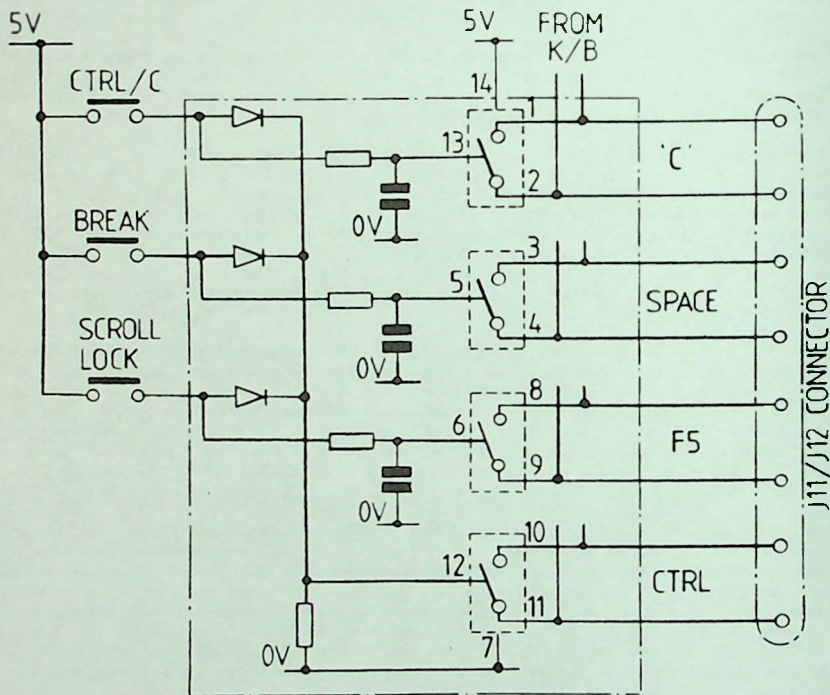 5V
5V
FROM
K/B
CTRL/C
14
1
13
'C'
2
0V
BREAK
3
5
SPACE
4
SCROLL
LOCK
0V
8
6
F5
9
0V
10
12
CTRL
11
0V
7
J11/J12 CONNECTOR